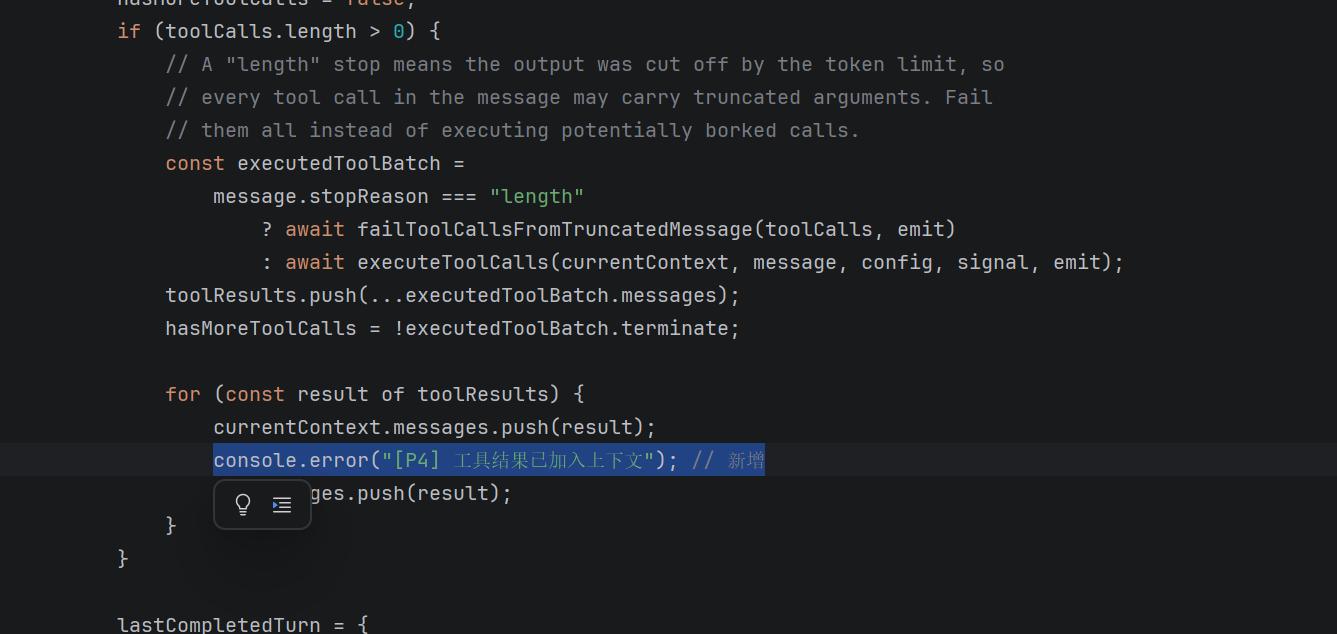 hasMoreToolCalls = false;
if (toolCalls.length > 0) {
// A "length" stop means the output was cut off by the token limit, so
// every tool call in the message may carry truncated arguments. Fail
// them all instead of executing potentially borked calls.
const executedToolBatch =
message.stopReason === "length"
? await failToolCallsFromTruncatedMessage(toolCalls, emit)
: await executeToolCalls(currentContext, message, config, signal, emit);
toolResults.push(...executedToolBatch.messages);
hasMoreToolCalls = !executedToolBatch.terminate;
for (const result of toolResults) {
currentContext.messages.push(result);
console.error("[P4] 工具结果已加入上下文"); // 新增
ges.push(result);
}
}
lastCompletedTurn = {